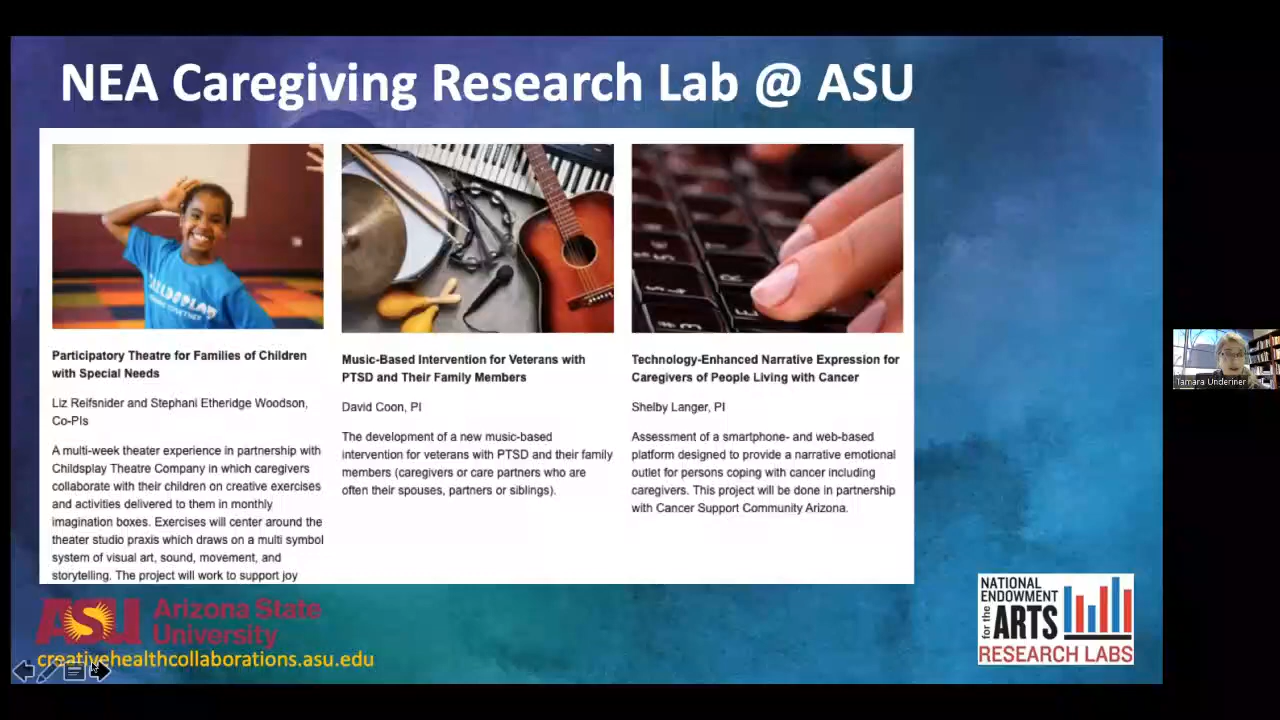 NEA Caregiving Research Lab @ ASU
Participatory Theatre for Families of Children
with Special Needs
Liz Reifsnider and Stephani Etheridge Woodson,
Co-PIs
A multi-week theater experience in partnership with
Childsplay Theatre Company in which caregivers
collaborate with their children on creative exercises
and activities delivered to them in monthly
imagination boxes. Exercises will center around the
theater studio praxis which draws on a multi symbol
system of visual art, sound, movement, and
storytelling. The project will work to support joy
Music-Based Intervention for Veterans with
PTSD and Their Family Members
David Coon, PI
The development of a new music-based
intervention for veterans with PTSD and their family
members (caregivers or care partners who are
often their spouses, partners or siblings).
Technology-Enhanced Narrative Expression for
Caregivers of People Living with Cancer
Shelby Langer, PI
Assessment of a smartphone- and web-based
platform designed to provide a narrative emotional
outlet for persons coping with cancer including
caregivers. This project will be done in partnership
with Cancer Support Community Arizona.
ASU Arizona State
University
creativehealthcollaborations.asu.edu
NATIONAL
ENDOWMENT
for the ARTS
RESEARCH LABS
Tamara Underiner